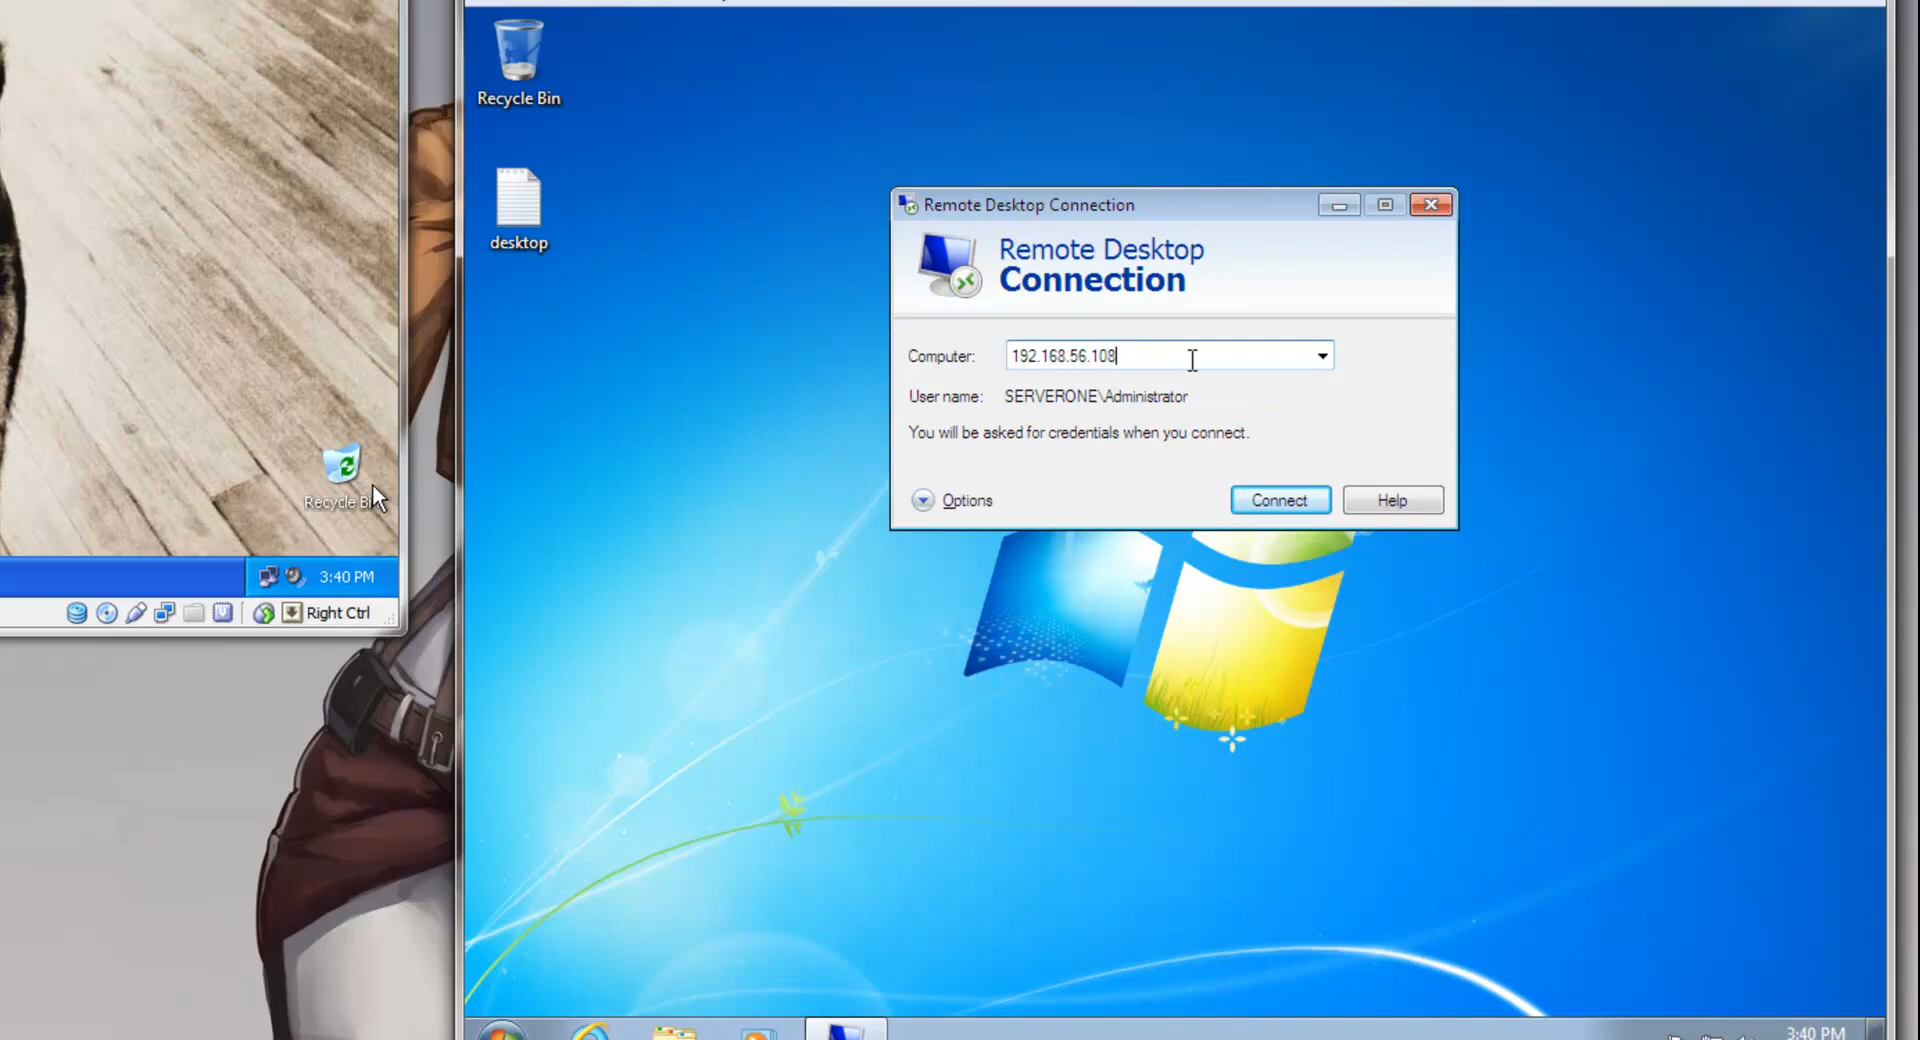 Recycle Bin
desktop
Remote Desktop Connection
Remote Desktop
Connection
Computer: 192.168.56.108
User name: SERVERONE\Administrator
You will be asked for credentials when you connect.
Options
Connect
Help
Recycle
3:40 PM
Right Ctrl
3:40 PM